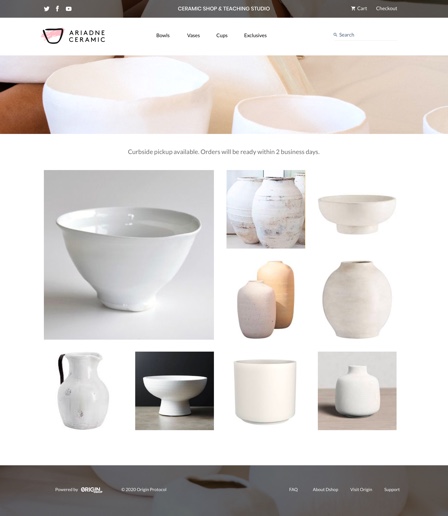 CERAMIC SHOP & TEACHING STUDIO
Cart
Checkout
ARIADNE
CERAMIC
Bowls
Vases
Cups
Exclusives
Search
Curbside pickup available. Orders will be ready within 2 business days.
Powered by ORIGIN
© 2020 Origin Protocol
FAQ
About Dshop
Visit Origin
Support